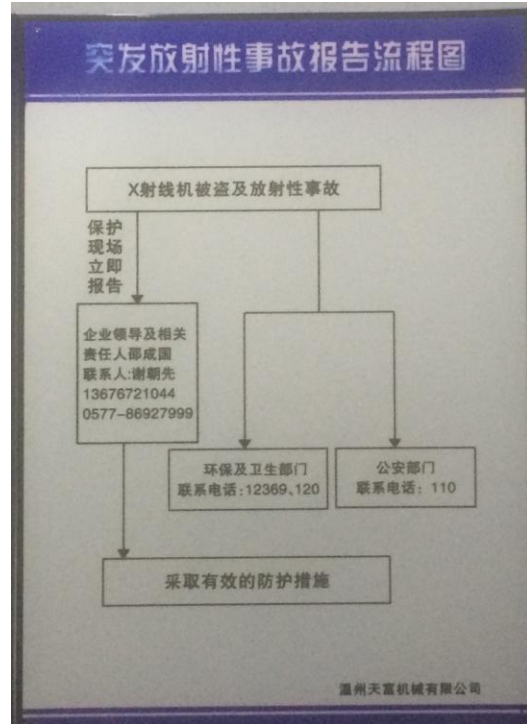 突发放射性事故报告流程图
X射线机被盗及放射性事故
保护
现场
立即
报告
企业领导及相关
责任人邵成国
联系人:谢朝先
13676721044
0577-86927999
环保及卫生部门
联系电话:12369、120
公安部门
联系电话: 110
采取有效的防护措施
温州天富机械有限公司